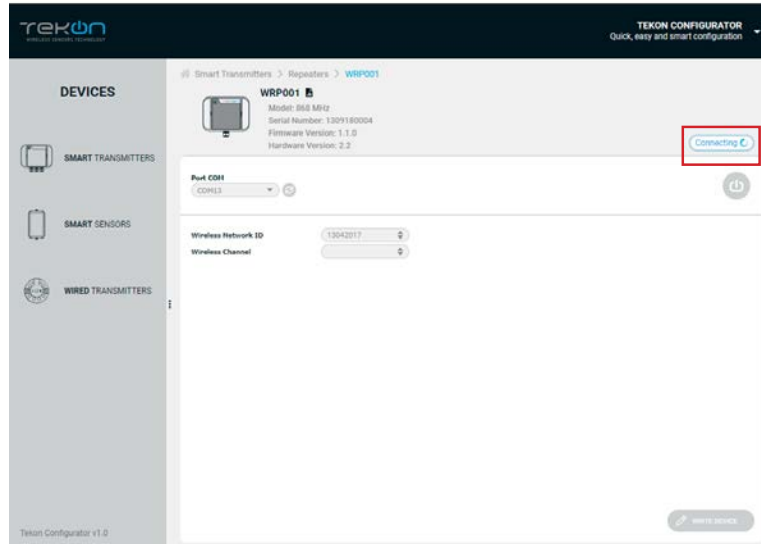 TEKON
WIRELESS SENSORS TECHNOLOGY
TEKON CONFIGURATOR
Quick, easy and smart configuration
DEVICES
SMART TRANSMITTERS
SMART SENSORS
WIRED TRANSMITTERS
Tekon Configurator v1.0
Smart Transmitters > Repeaters > WRP001
WRP001
Model: 868 MHz
Serial Number: 1309180004
Firmware Version: 1.1.0
Hardware Version: 2.2
Connecting
Port COM
COM13
Wireless Network ID
13042017
Wireless Channel
WRITE DEVICE